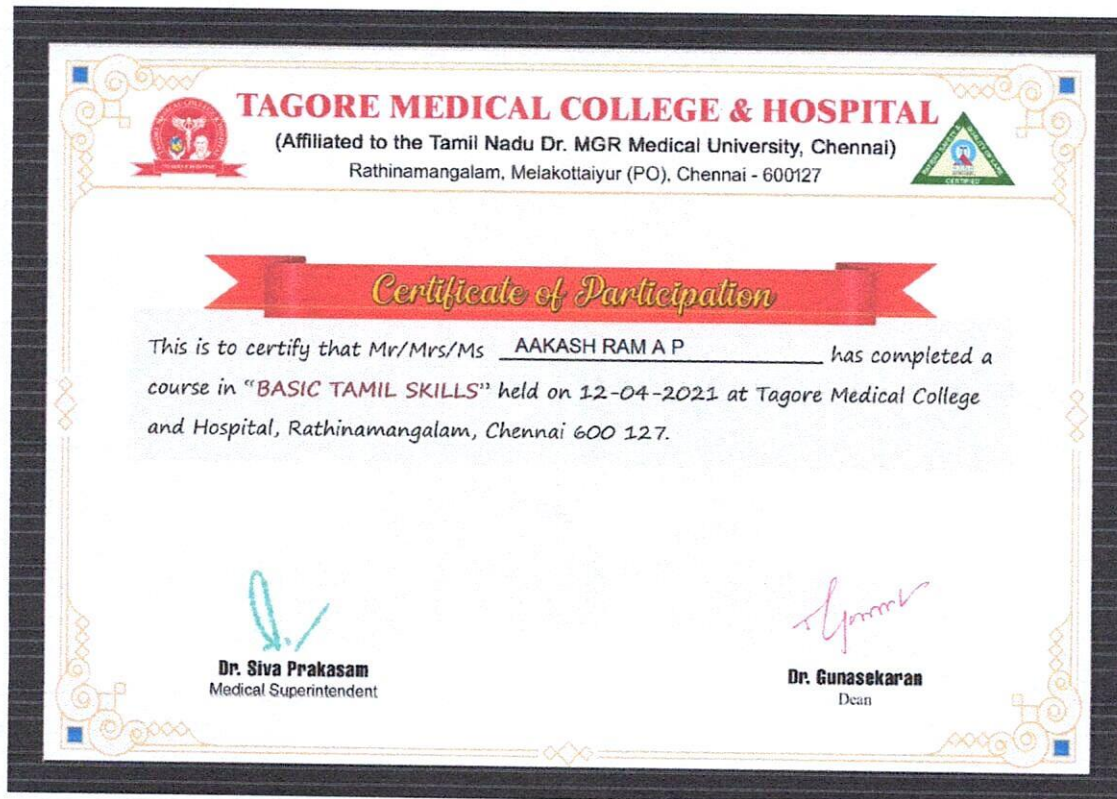 TAGORE MEDICAL COLLEGE & HOSPITAL
(Affiliated to the Tamil Nadu Dr. MGR Medical University, Chennai)
Rathinamangalam, Melakottaiyur (PO), Chennai - 600127
Certificate of Participation
This is to certify that Mr/Mrs/Ms AAKASH RAM A P has completed a
course in "BASIC TAMIL SKILLS" held on 12-04-2021 at Tagore Medical College
and Hospital, Rathinamangalam, Chennai 600 127.
Dr. Siva Prakasam
Medical Superintendent
Dr. Gunasekaran
Dean
CERTIFIED